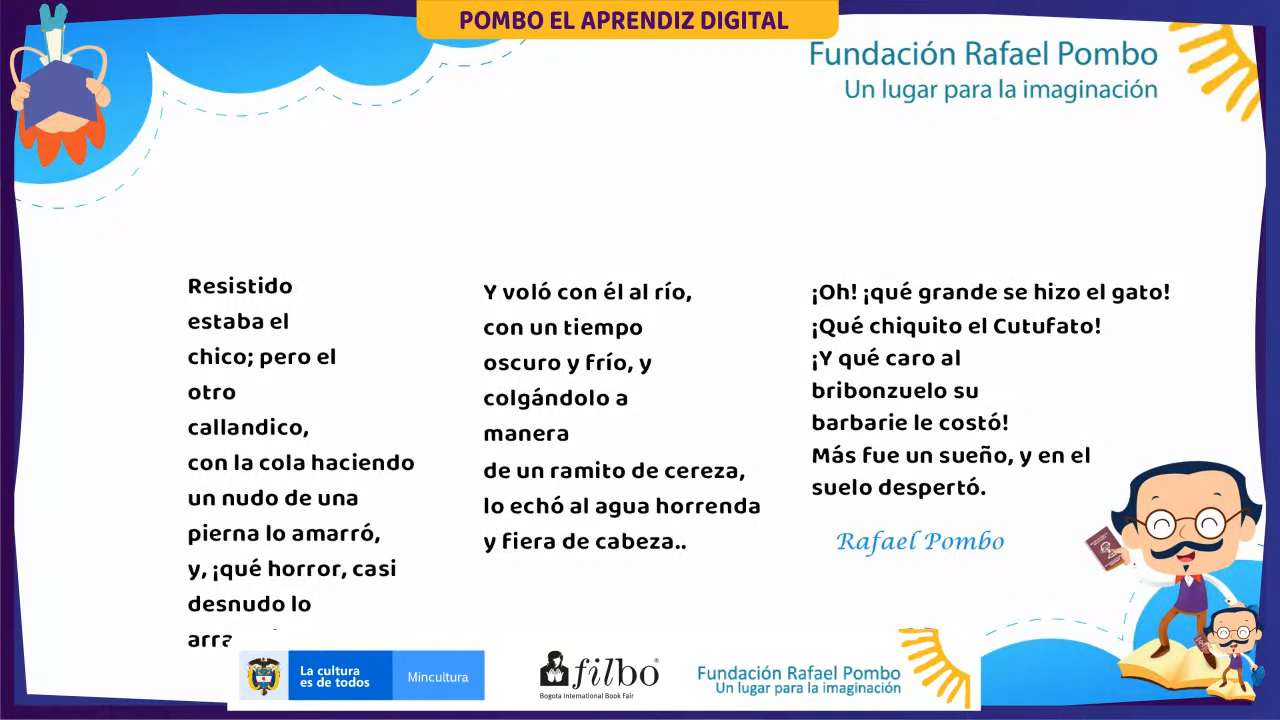 POMBO EL APRENDIZ DIGITAL
Fundación Rafael Pombo
Un lugar para la imaginación
Resistido
estaba el
chico; pero el
otro
callandico,
con la cola haciendo
un nudo de una
pierna lo amarró,
y, ¡qué horror, casi
desnudo lo
Y voló con él al río,
con un tiempo
oscuro y frío, y
colgándolo a
manera
de un ramito de cereza,
lo echó al agua horrenda
y fiera de cabeza..
¡Oh! ¡qué grande se hizo el gato!
¡Qué chiquito el Cutufato!
¡Y qué caro al
bribonzuelo su
barbarie le costó!
Más fue un sueño, y en el
suelo despertó.
Rafael Pombo
La cultura
es de todos
Mincultura
filbo
Bogota International Book Fair
Fundación Rafael Pombo
Un lugar para la imaginación